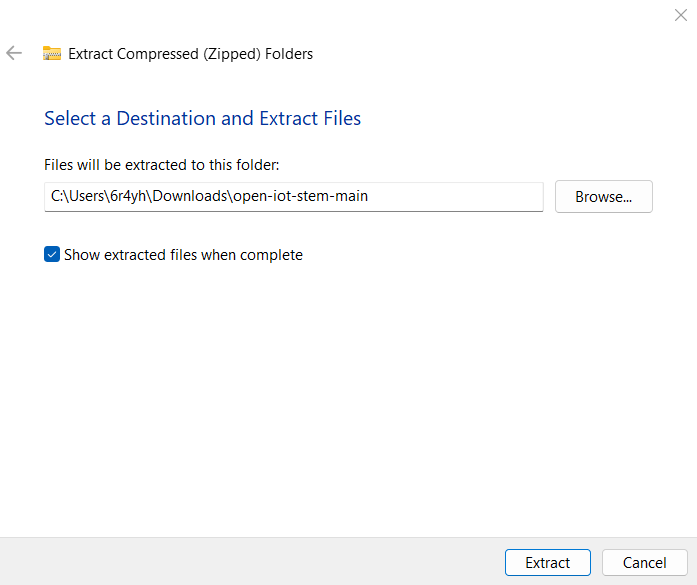 Extract Compressed (Zipped) Folders
Select a Destination and Extract Files
Files will be extracted to this folder:
C:\Users\6r4yh\Downloads\open-iot-stem-main
Browse...
Show extracted files when complete
Extract
Cancel